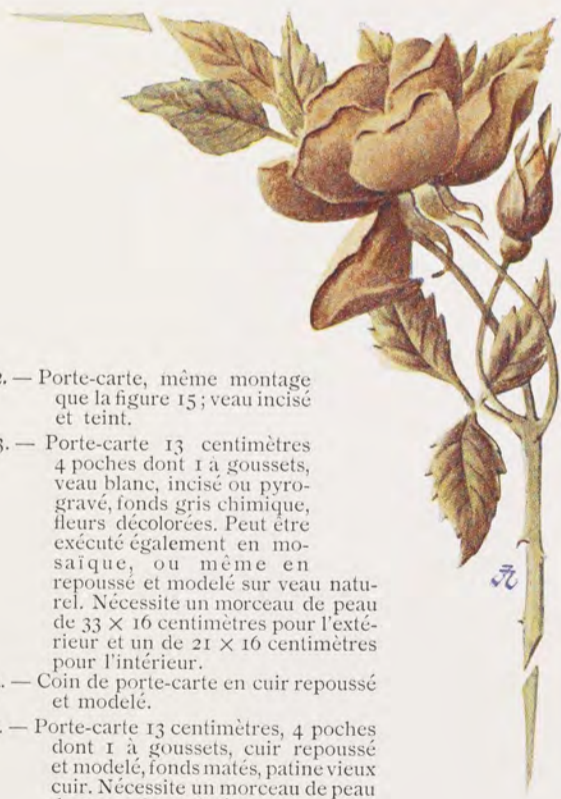 2. — Porte-carte, même montage
que la figure 15 ; veau incisé
et teint.
3. — Porte-carte 13 centimètres
4 poches dont 1 à goussets,
veau blanc, incisé ou pyro-
gravé, fonds gris chimique,
fleurs décolorées. Peut être
exécuté également en mo-
saïque, ou même en
repoussé et modelé sur veau natu-
rel. Nécessite un morceau de peau
de 33 × 16 centimètres pour l'exté-
rieur et un de 21 × 16 centimètres
pour l'intérieur.
. — Coin de porte-carte en cuir repoussé
et modelé.
. — Porte-carte 13 centimètres, 4 poches
dont 1 à goussets, cuir repoussé
et modelé, fonds matés, patine vieux
cuir. Nécessite un morceau de peau